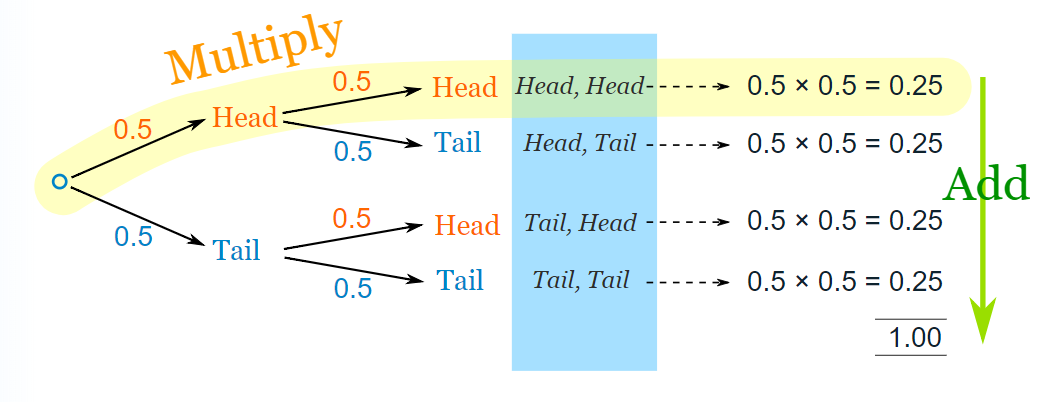 Multiply
0.5 Head 0.5 Head Head, Head 0.5 × 0.5 = 0.25
0.5 Tail Head, Tail 0.5 × 0.5 = 0.25
Add
0.5 Tail 0.5 Head Tail, Head 0.5 × 0.5 = 0.25
0.5 Tail Tail, Tail 0.5 × 0.5 = 0.25
1.00